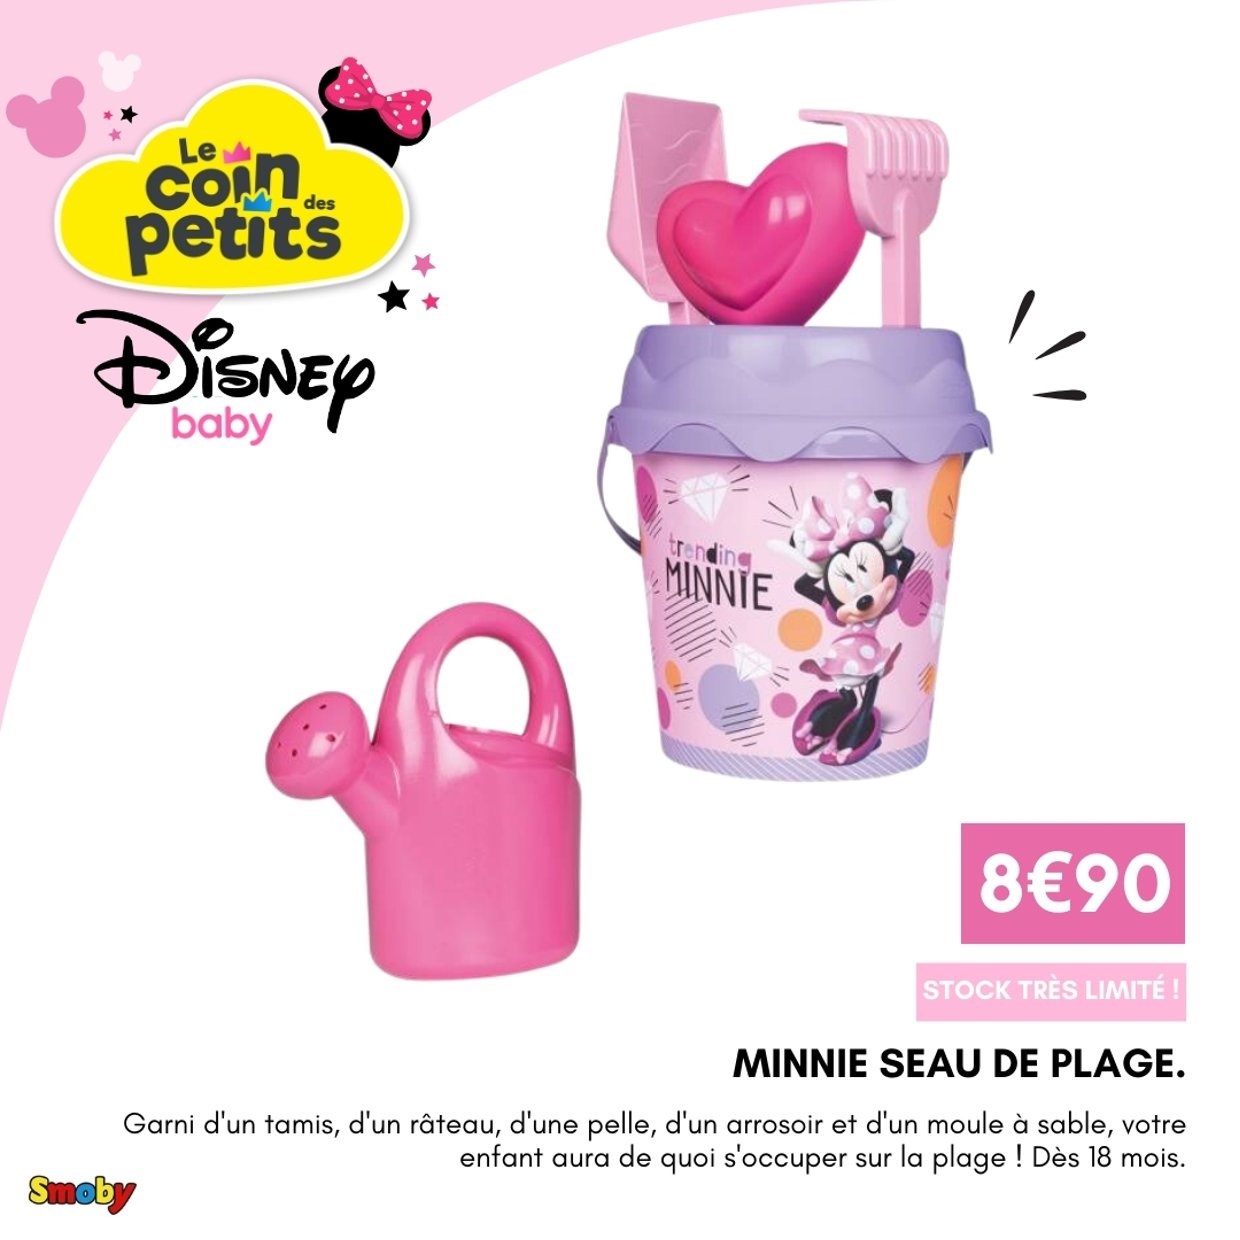 Le
coin
des
petits
Disney
baby
trending
MINNIE
8€90
STOCK TRÈS LIMITÉ !
MINNIE SEAU DE PLAGE.
Garni d'un tamis, d'un râteau, d'une pelle, d'un arrosoir et d'un moule à sable, votre
enfant aura de quoi s'occuper sur la plage ! Dès 18 mois.
Smoby